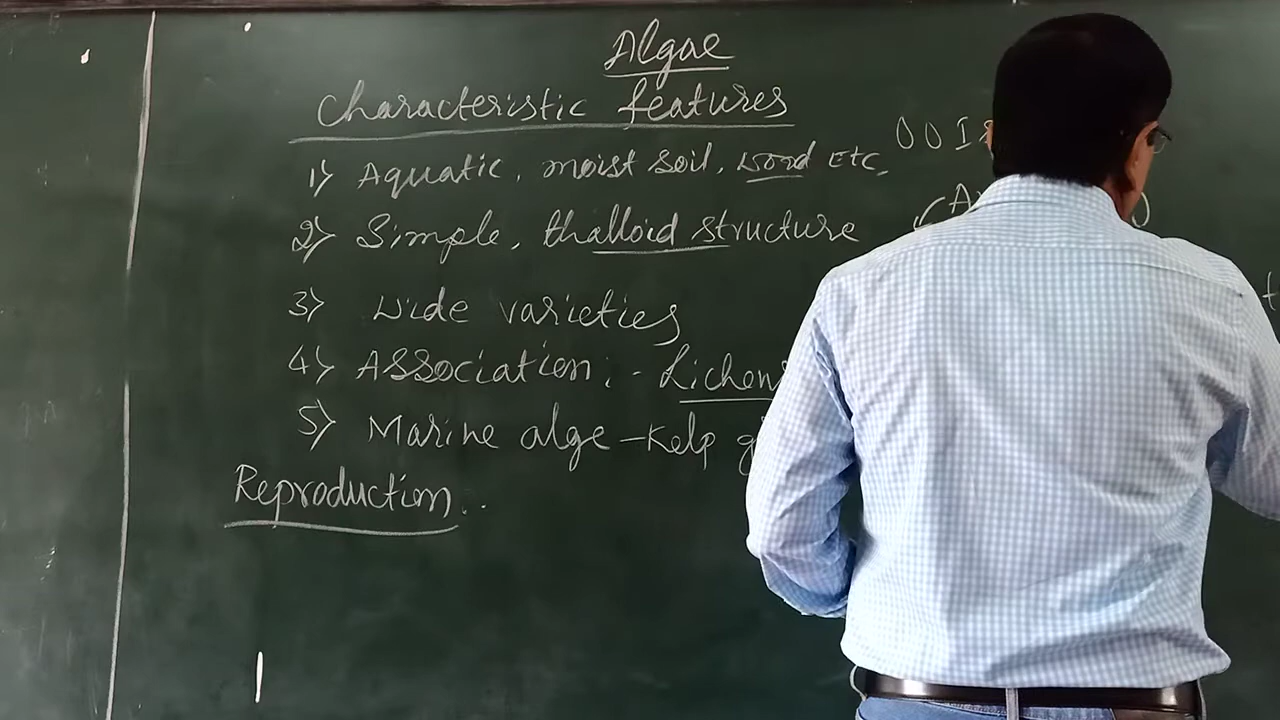 Algae
Characteristic features
1) Aquatic, moist soil, wood Etc,
2) Simple, thalloid structure
3) Wide varieties
4) Association :- Lichens
5) Marine alge - Kelp
Reproduction :